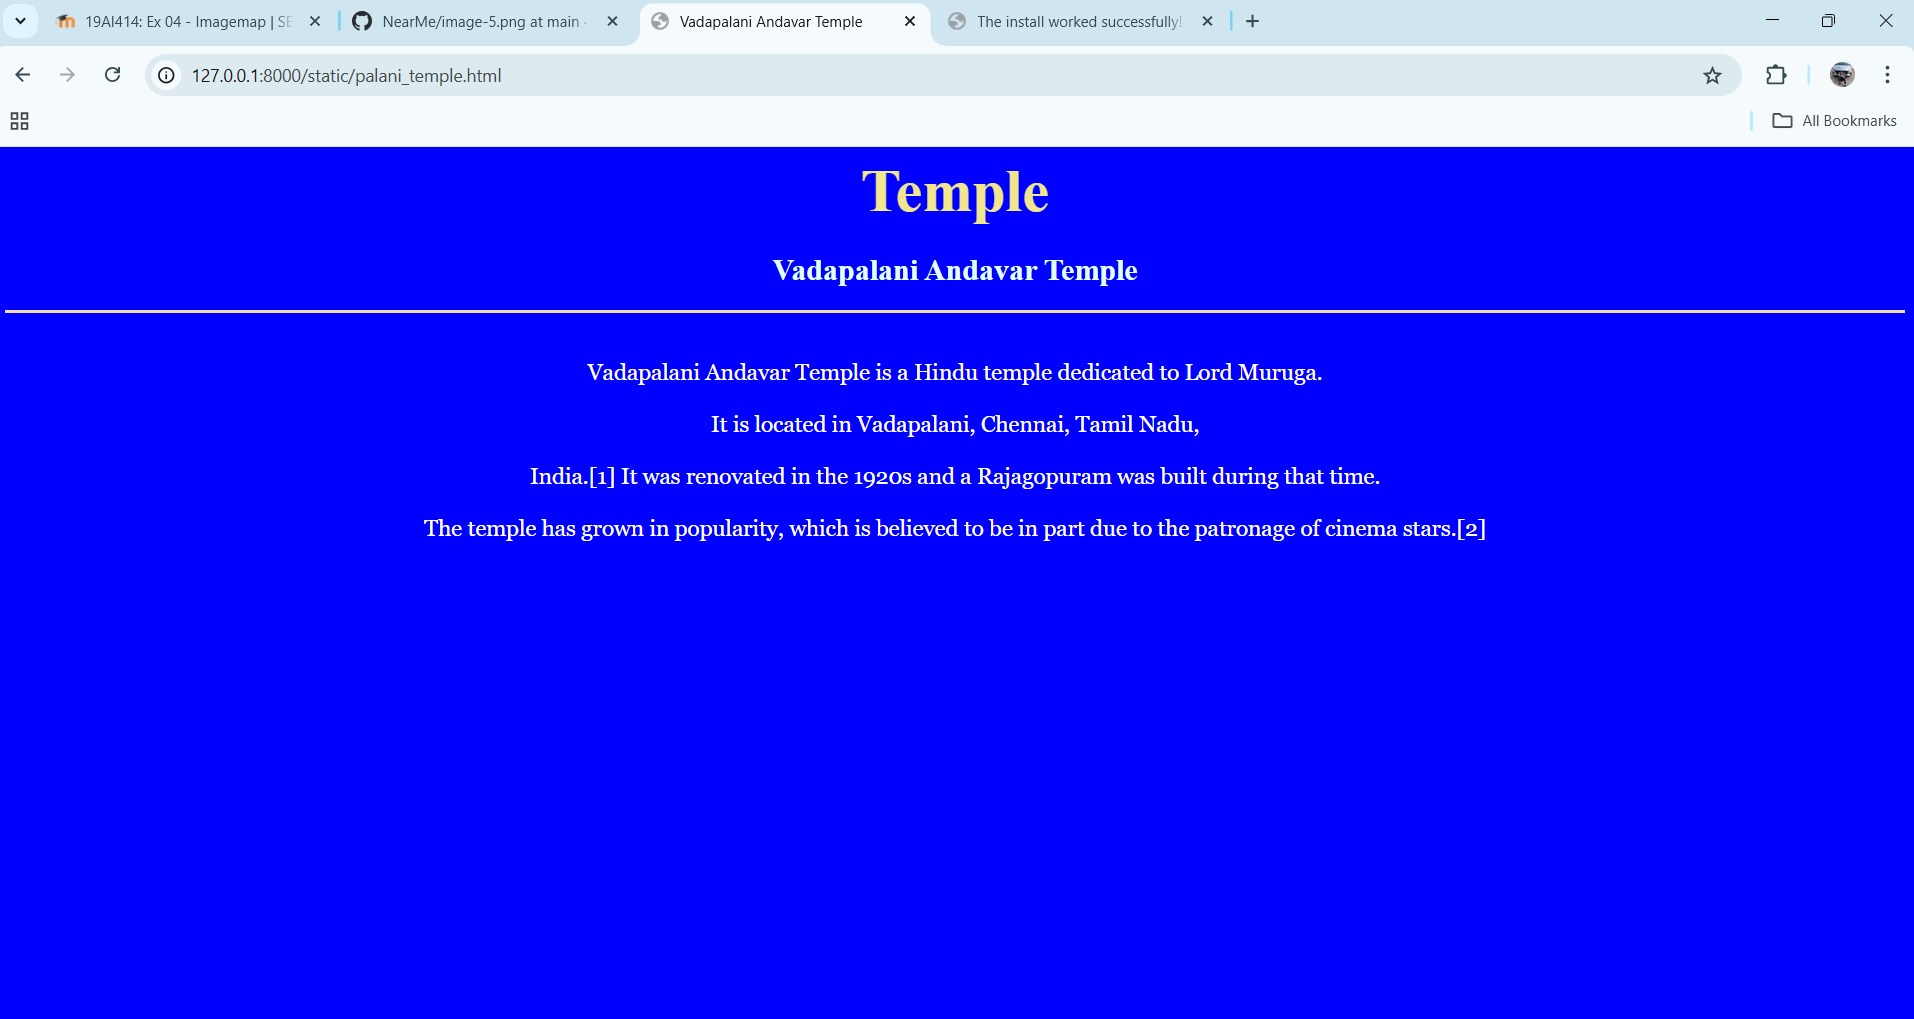 19AI414: Ex 04 - Imagemap | SE
NearMe/image-5.png at main
Vadapalani Andavar Temple
The install worked successfully!
127.0.0.1:8000/static/palani_temple.html
All Bookmarks
Temple
Vadapalani Andavar Temple
Vadapalani Andavar Temple is a Hindu temple dedicated to Lord Muruga.
It is located in Vadapalani, Chennai, Tamil Nadu,
India.[1] It was renovated in the 1920s and a Rajagopuram was built during that time.
The temple has grown in popularity, which is believed to be in part due to the patronage of cinema stars.[2]